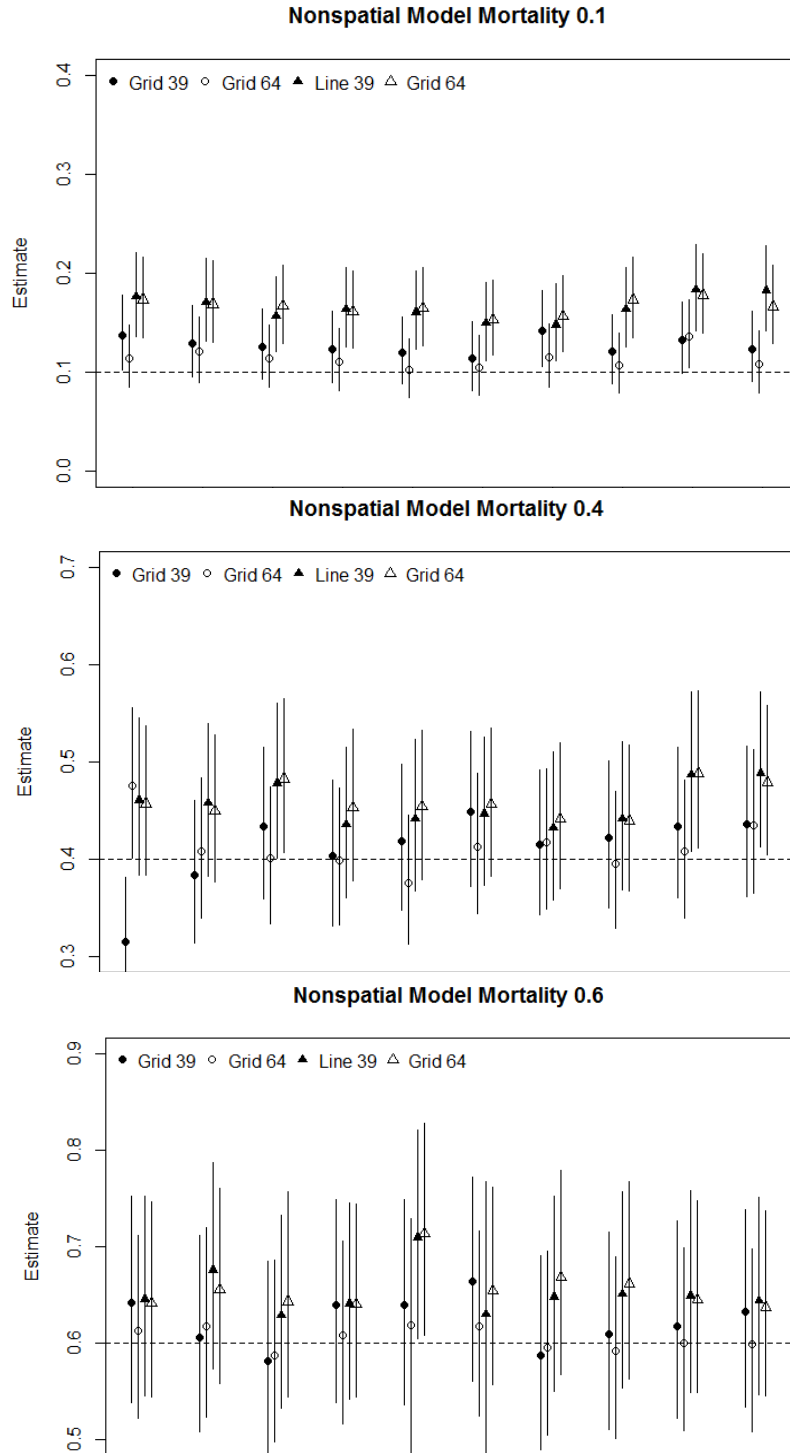 Nonspatial Model Mortality 0.1
0.4
Grid 39 Grid 64 Line 39 Grid 64
0.3
Estimate
0.2
0.1
0.0
Nonspatial Model Mortality 0.4
0.7
Grid 39 Grid 64 Line 39 Grid 64
0.6
Estimate
0.5
0.4
0.3
Nonspatial Model Mortality 0.6
0.9
Grid 39 Grid 64 Line 39 Grid 64
0.8
Estimate
0.7
0.6
0.5